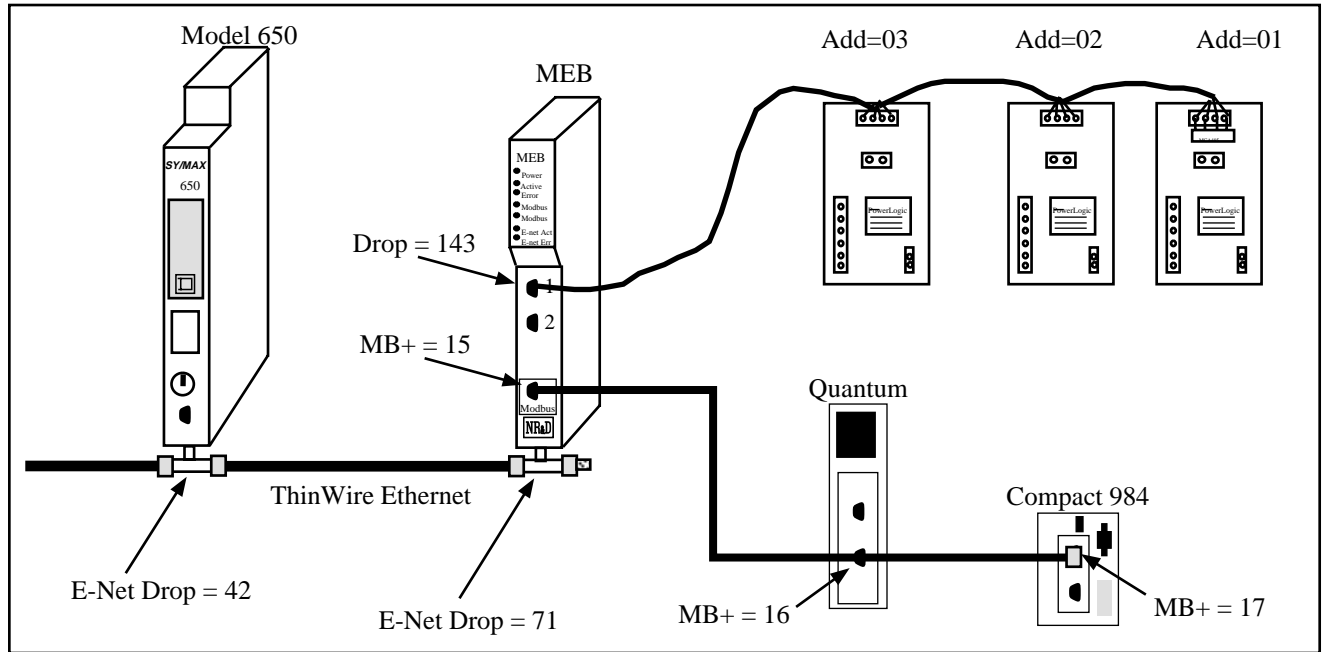 Model 650
MEB
Add=03
Add=02
Add=01
SY/MAX
650
MEB
Power
Active
Error
Modbus
Modbus
E-net Act
E-net Err
Drop = 143
1
2
MB+ = 15
Modbus
NR&D
PowerLogic
PowerLogic
PowerLogic
Quantum
Compact 984
ThinWire Ethernet
E-Net Drop = 42
E-Net Drop = 71
MB+ = 16
MB+ = 17